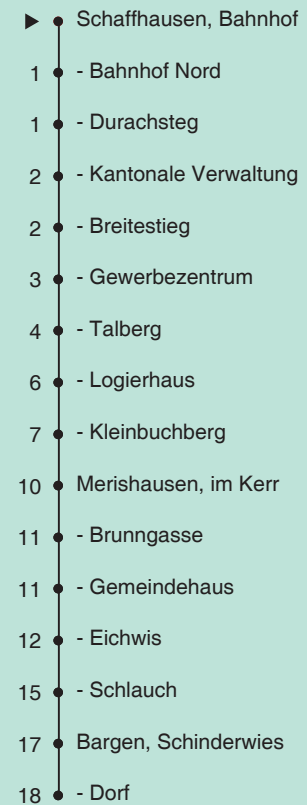 Schaffhausen, Bahnhof
1 - Bahnhof Nord
1 - Durachsteg
2 - Kantonale Verwaltung
2 - Breitestieg
3 - Gewerbezentrum
4 - Talberg
6 - Logierhaus
7 - Kleinbuchberg
10 Merishausen, im Kerr
11 - Brunngasse
11 - Gemeindehaus
12 - Eichwis
15 - Schlauch
17 Bargen, Schinderwies
18 - Dorf